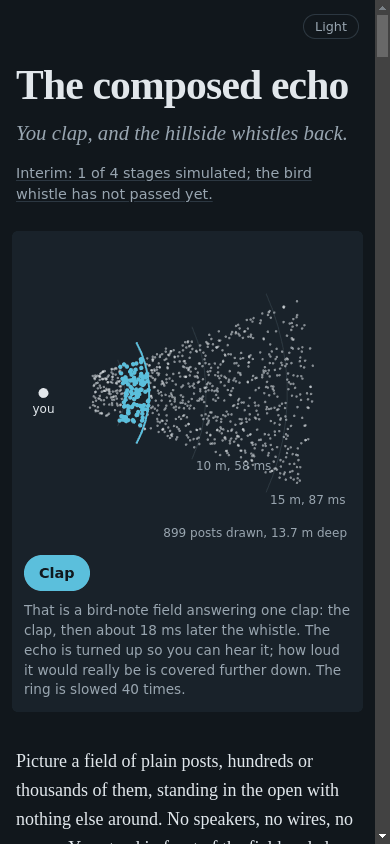 Light
The composed echo
You clap, and the hillside whistles back.
Interim: 1 of 4 stages simulated; the bird
whistle has not passed yet.
you
10 m, 58 ms
15 m, 87 ms
899 posts drawn, 13.7 m deep
Clap
That is a bird-note field answering one clap: the
clap, then about 18 ms later the whistle. The
echo is turned up so you can hear it; how loud
it would really be is covered further down. The
ring is slowed 40 times.
Picture a field of plain posts, hundreds or
thousands of them, standing in the open with
nothing else around. No speakers, no wires, no